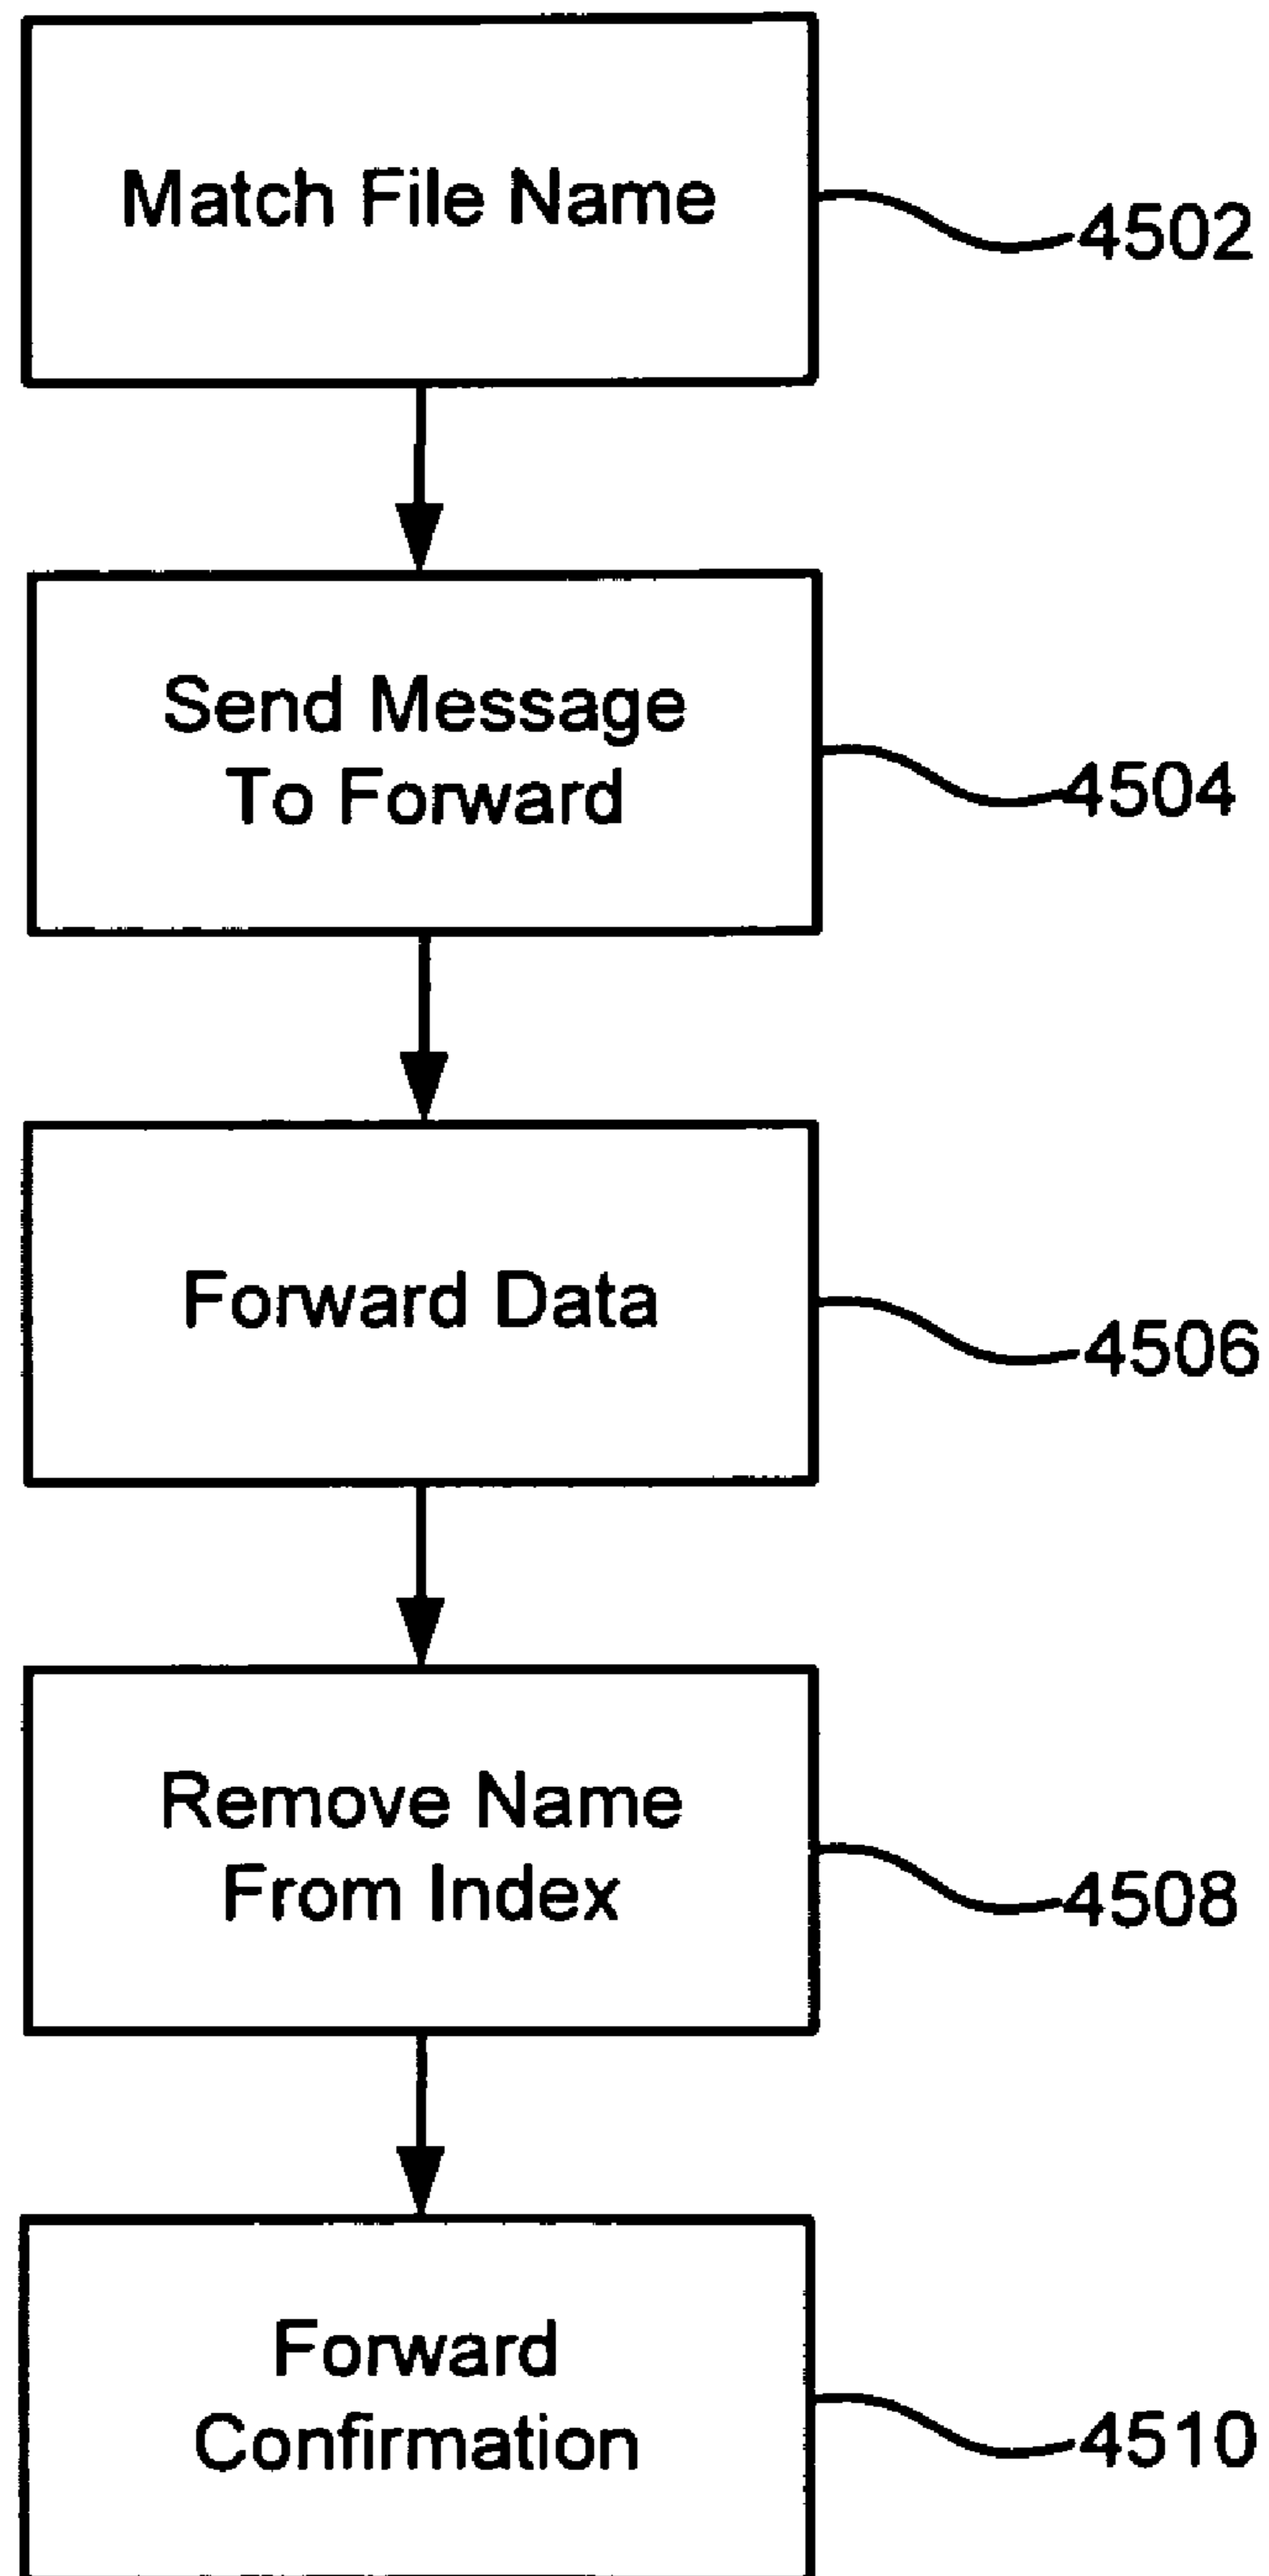 Match File Name
4502
Send Message
To Forward
4504
Forward Data
4506
Remove Name
From Index
4508
Forward
Confirmation
4510